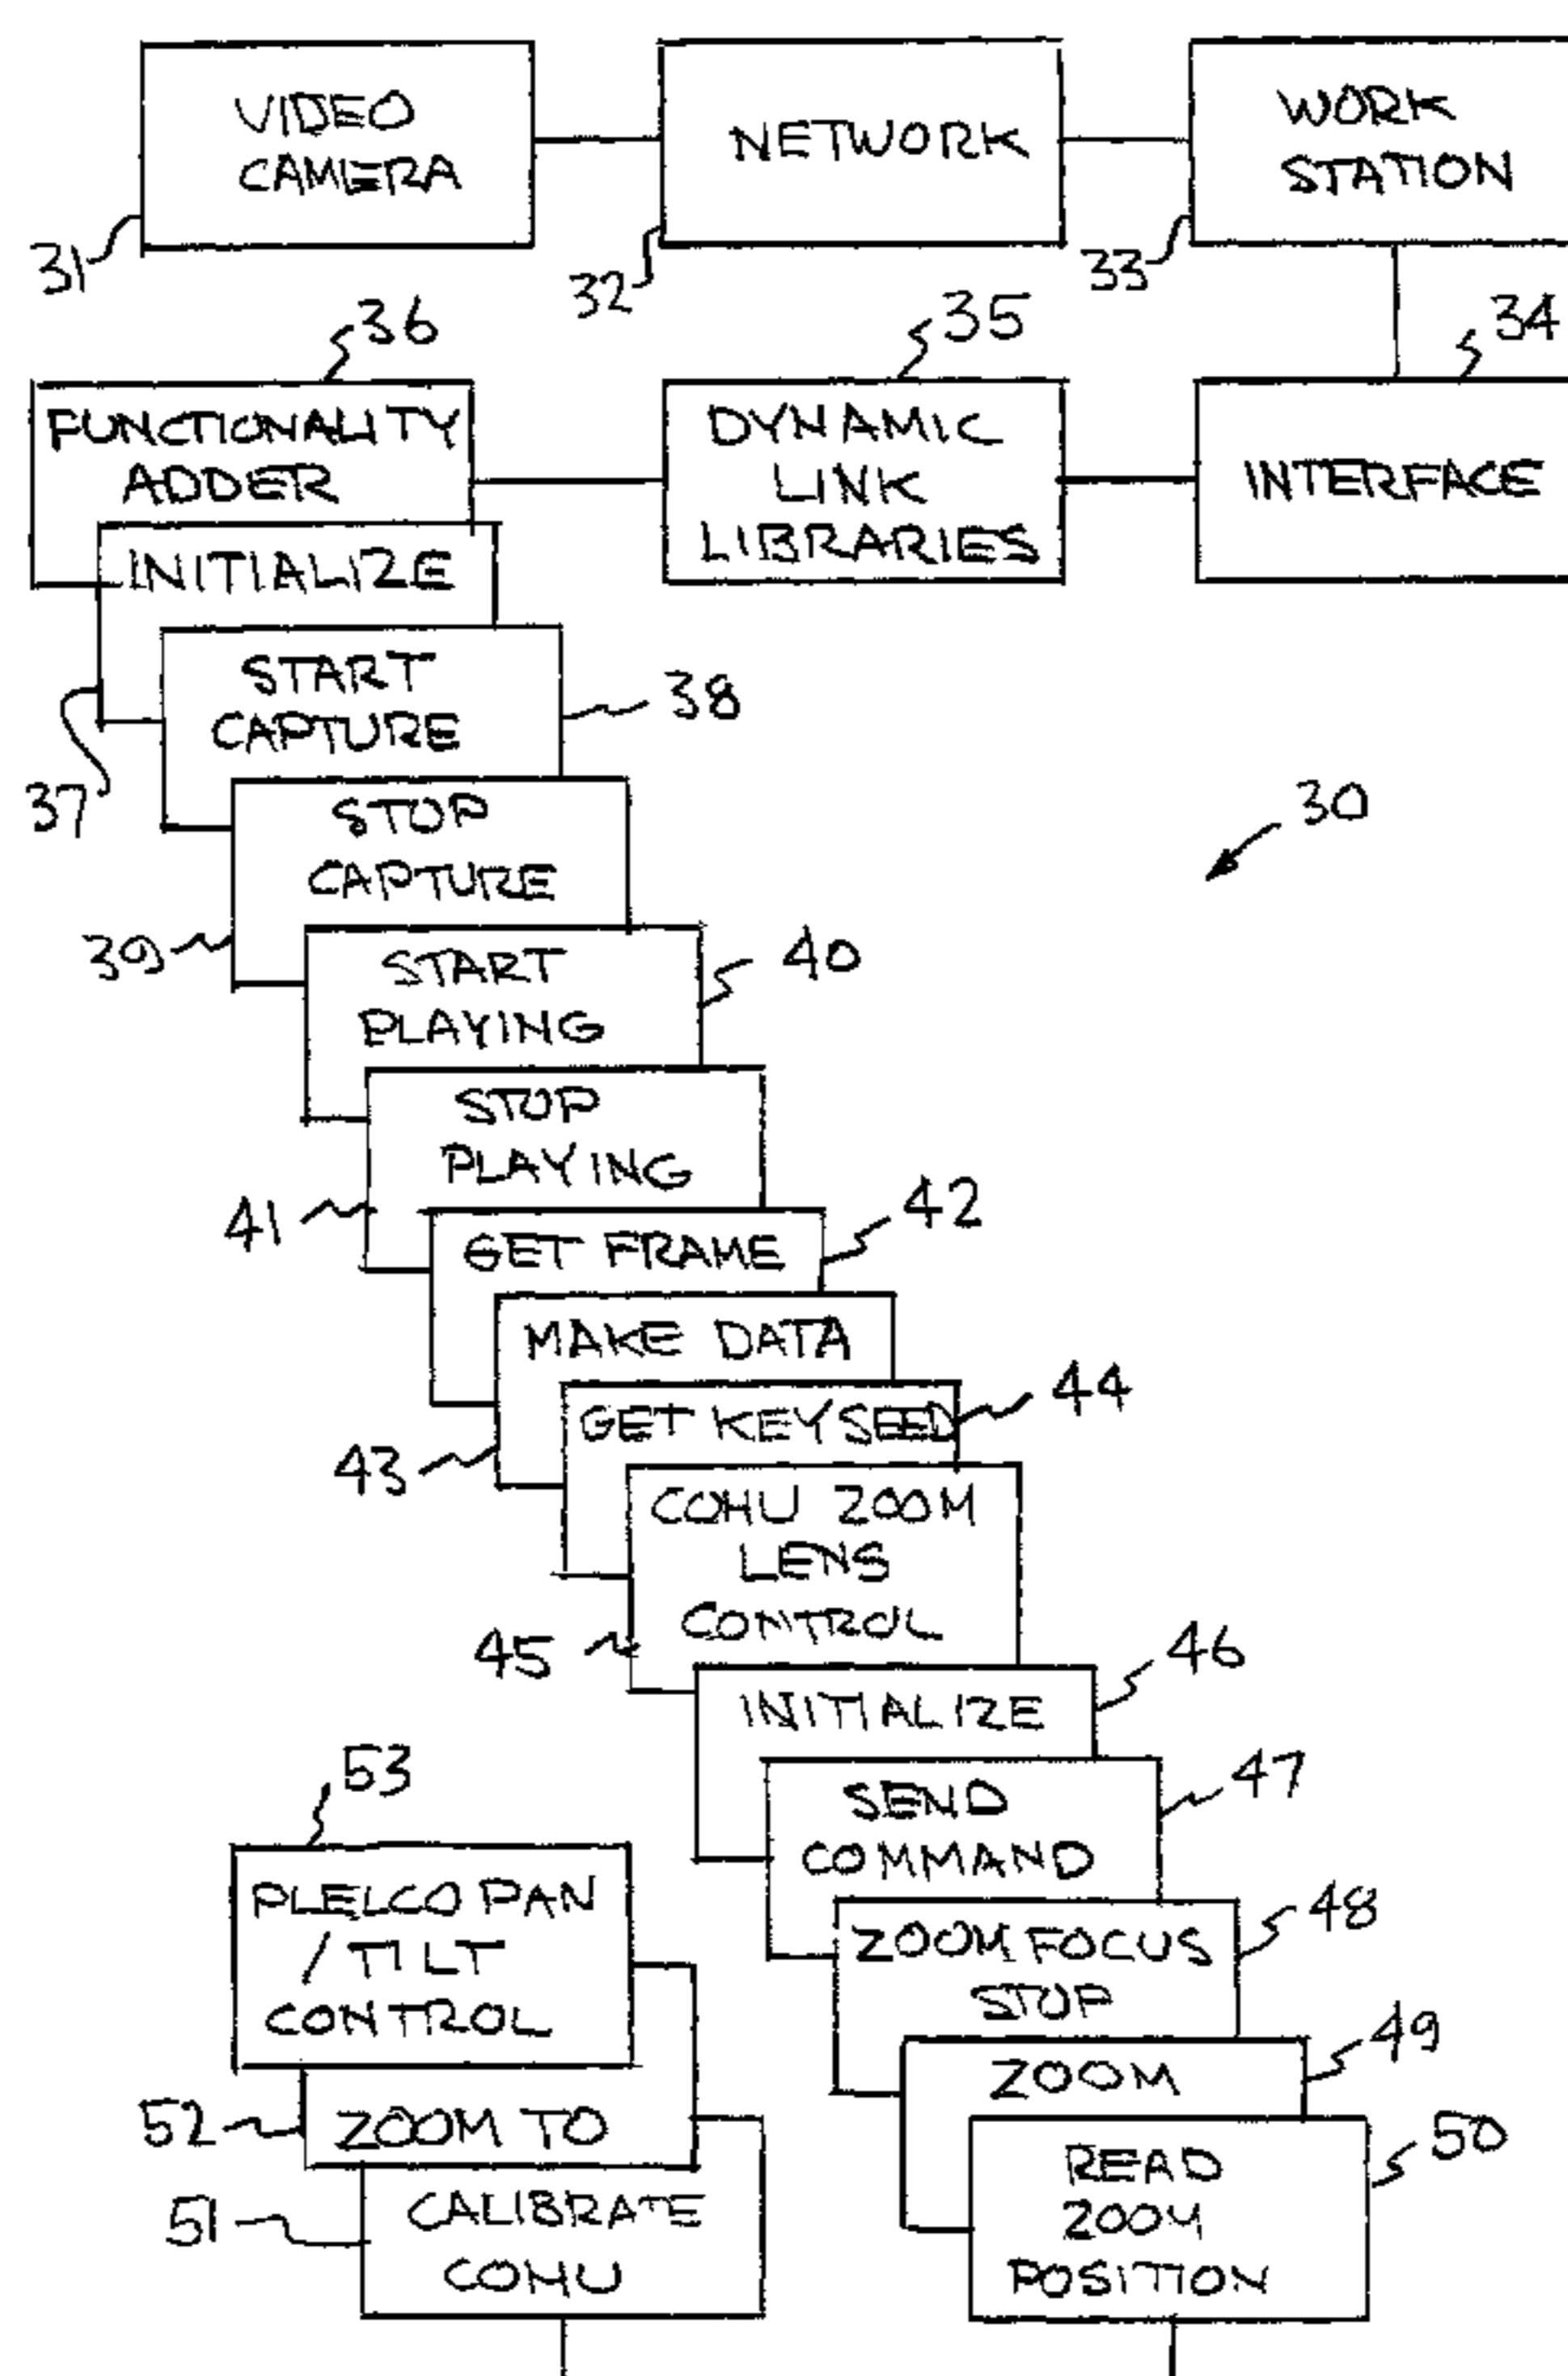 VIDEO
CAMERA
31
NETWORK
32
WORK
STATION
33
34
INTERFACE
35
DYNAMIC
LINK
LIBRARIES
36
FUNCTIONALITY
ADDER
INITIALIZE
37
START
CAPTURE
38
STOP
CAPTURE
39
30
START
PLAYING
40
STOP
PLAYING
41
GET FRAME
42
MAKE DATA
43
GET KEYSEED
44
COHU ZOOM
LENS
CONTROL
45
INITIALIZE
46
SEND
COMMAND
47
ZOOM FOCUS
STOP
48
ZOOM
49
READ
ZOOM
POSITION
50
CALIBRATE
COHU
51
ZOOM TO
52
PLELCO PAN
/ TILT
CONTROL
53